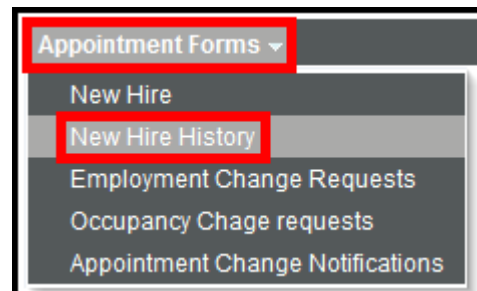 Appointment Forms
New Hire
New Hire History
Employment Change Requests
Occupancy Chage requests
Appointment Change Notifications